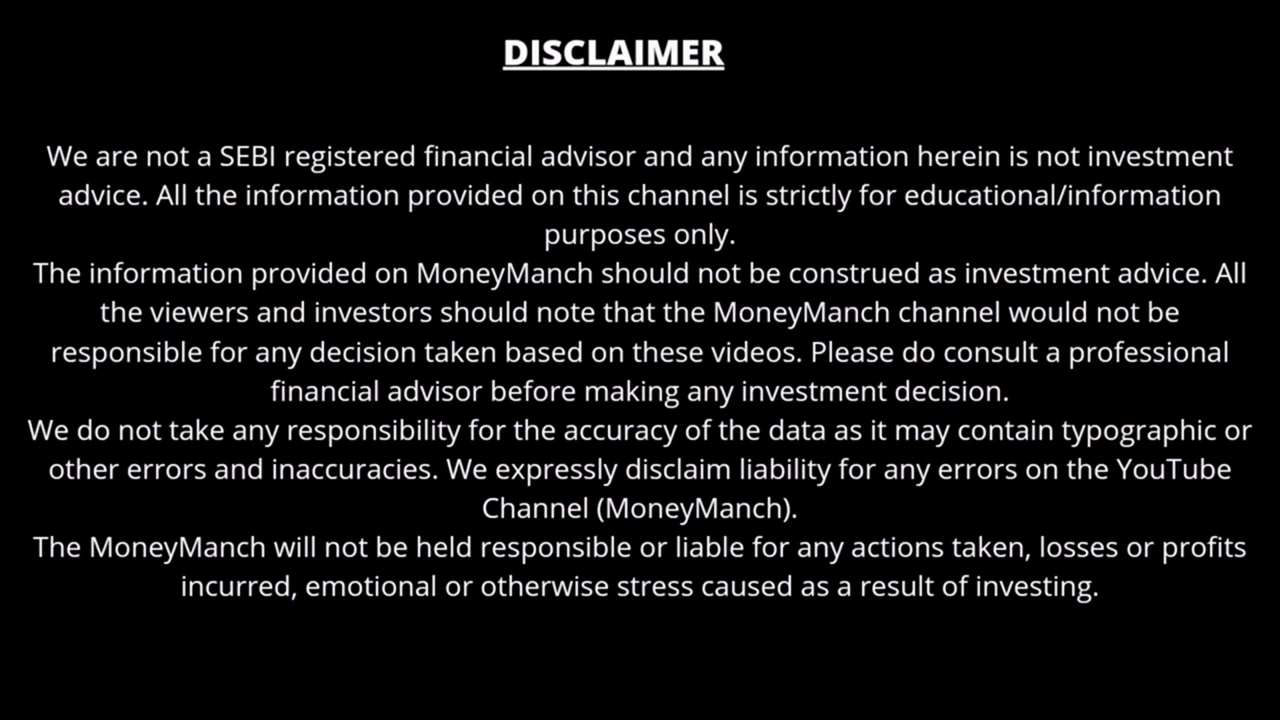 DISCLAIMER
We are not a SEBI registered financial advisor and any information herein is not investment
advice. All the information provided on this channel is strictly for educational/information
purposes only.
The information provided on MoneyManch should not be construed as investment advice. All
the viewers and investors should note that the MoneyManch channel would not be
responsible for any decision taken based on these videos. Please do consult a professional
financial advisor before making any investment decision.
We do not take any responsibility for the accuracy of the data as it may contain typographic or
other errors and inaccuracies. We expressly disclaim liability for any errors on the YouTube
Channel (MoneyManch).
The MoneyManch will not be held responsible or liable for any actions taken, losses or profits
incurred, emotional or otherwise stress caused as a result of investing.